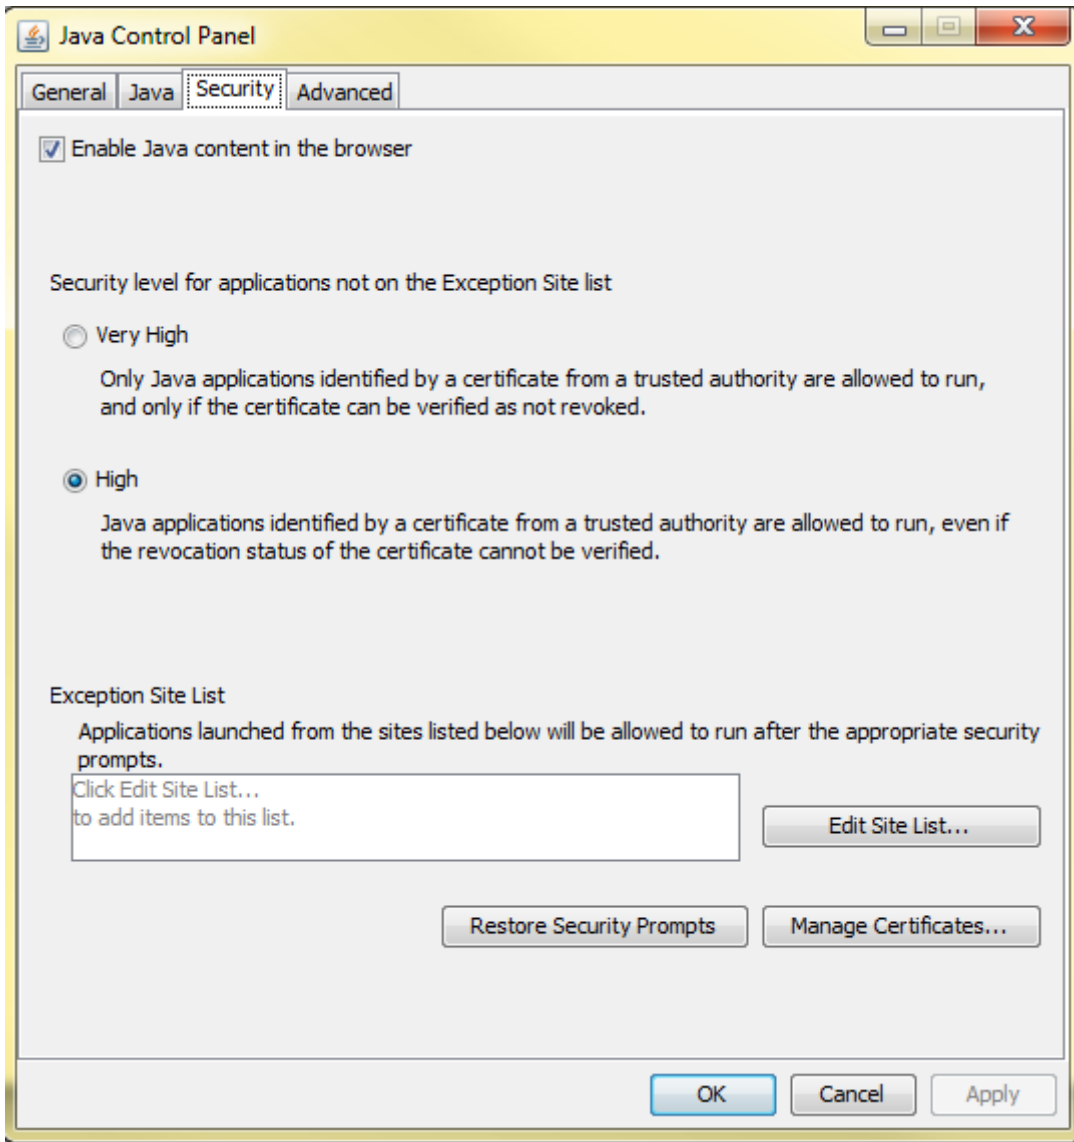 Java Control Panel
General
Java
Security
Advanced
Enable Java content in the browser
Security level for applications not on the Exception Site list
Very High
Only Java applications identified by a certificate from a trusted authority are allowed to run,
and only if the certificate can be verified as not revoked.
High
Java applications identified by a certificate from a trusted authority are allowed to run, even if
the revocation status of the certificate cannot be verified.
Exception Site List
Applications launched from the sites listed below will be allowed to run after the appropriate security
prompts.
Click Edit Site List...
to add items to this list.
Edit Site List...
Restore Security Prompts
Manage Certificates...
OK
Cancel
Apply